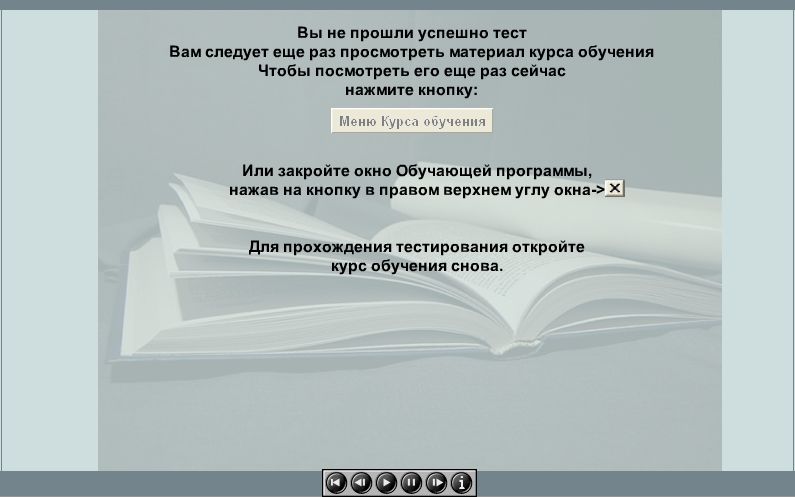 Вы не прошли успешно тест
Вам следует еще раз просмотреть материал курса обучения
Чтобы посмотреть его еще раз сейчас
нажмите кнопку:
Меню Курса обучения
Или закройте окно Обучающей программы,
нажав на кнопку в правом верхнем углу окна->
Для прохождения тестирования откройте
курс обучения снова.